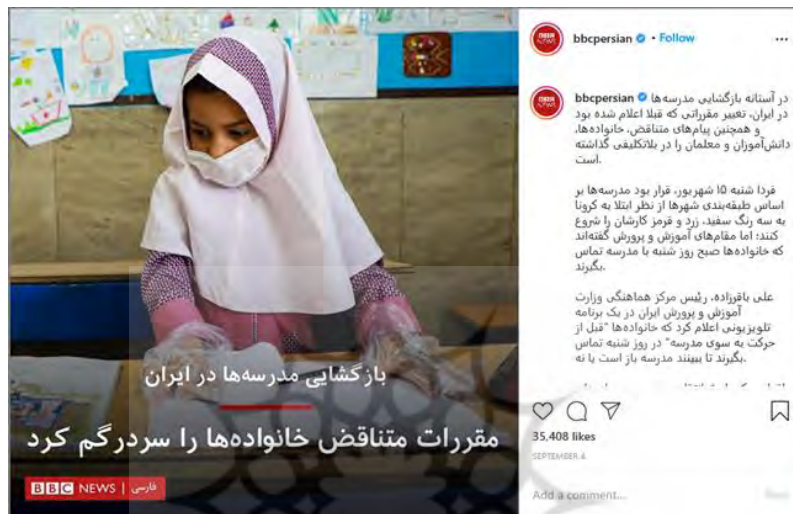 بازگشایی مدرسه‌ها در ایران
مقررات متناقض خانواده‌ها را سردرگم کرد
BBC NEWS | فارسی
bbcpersian • Follow
bbcpersian در آستانه بازگشایی مدرسه‌ها
در ایران، تغییر مقرراتی که قبلا اعلام شده بود
و همچنین پیام‌های متناقض، خانواده‌ها،
دانش‌آموزان و معلمان را در بلاتکلیفی گذاشته
است.
فردا شنبه ۱۵ شهریور، قرار بود مدرسه‌ها بر
اساس طبقه‌بندی شهرها از نظر ابتلا به کرونا
به سه رنگ سفید، زرد و قرمز کارشان را شروع
کنند؛ اما مقام‌های آموزش و پرورش گفته‌اند
که خانواده‌ها صبح روز شنبه با مدرسه تماس
بگیرند.
علی باقرزاده، رئیس مرکز هماهنگی وزارت
آموزش و پرورش ایران در یک برنامه
تلویزیونی اعلام کرد که خانواده‌ها "قبل از
حرکت به سوی مدرسه" در روز شنبه تماس
بگیرند تا ببینند مدرسه باز است یا نه.
35,408 likes
SEPTEMBER 4
Add a comment...